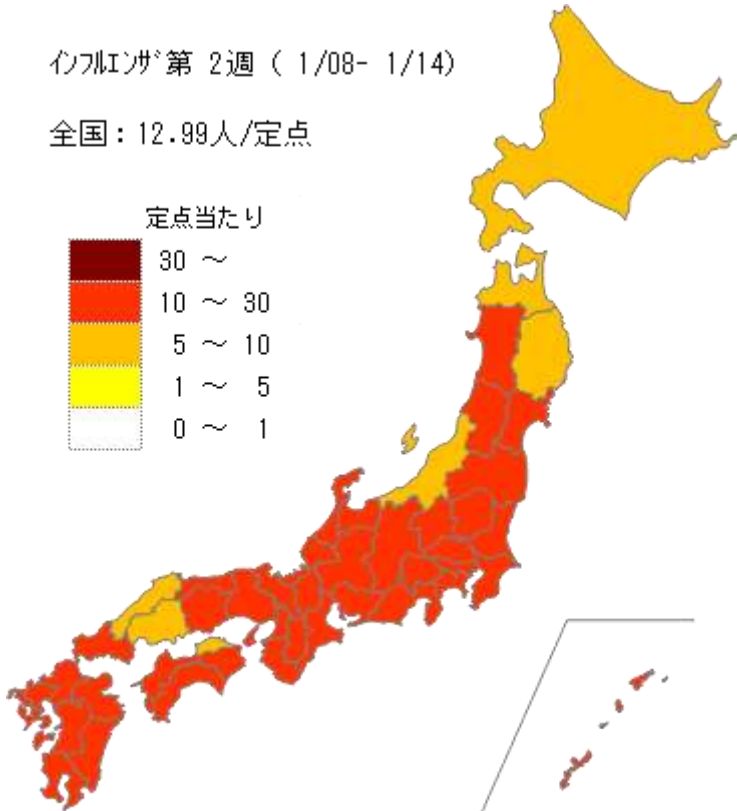 ｲﾝﾌﾙｴﾝｻﾞ第 2週 ( 1/08- 1/14)
全国：12.99人/定点
定点当たり
30 ～
10 ～ 30
5 ～ 10
1 ～ 5
0 ～ 1